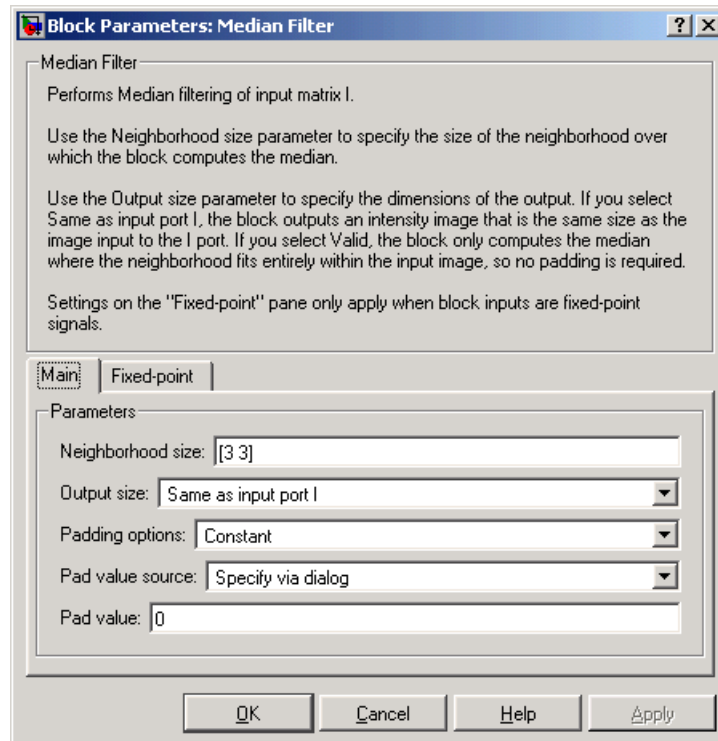 Block Parameters: Median Filter
Median Filter
Performs Median filtering of input matrix I.
Use the Neighborhood size parameter to specify the size of the neighborhood over
which the block computes the median.
Use the Output size parameter to specify the dimensions of the output. If you select
Same as input port I, the block outputs an intensity image that is the same size as the
image input to the I port. If you select Valid, the block only computes the median
where the neighborhood fits entirely within the input image, so no padding is required.
Settings on the "Fixed-point" pane only apply when block inputs are fixed-point
signals.
Main Fixed-point
Parameters
Neighborhood size: [3 3]
Output size: Same as input port I
Padding options: Constant
Pad value source: Specify via dialog
Pad value: 0
OK Cancel Help Apply